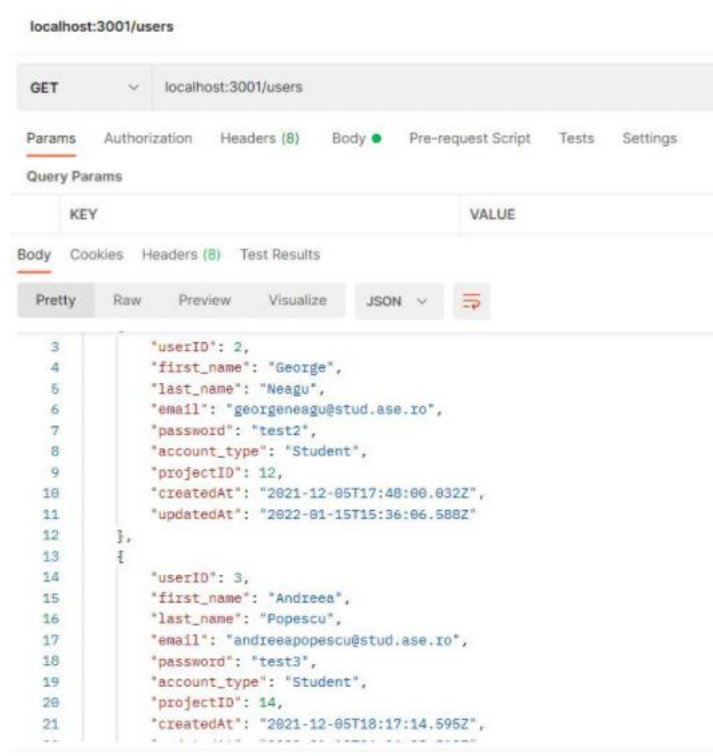 localhost:3001/users
GET localhost:3001/users
Params Authorization Headers (8) Body Pre-request Script Tests Settings
Query Params
KEY VALUE
Body Cookies Headers (8) Test Results
Pretty Raw Preview Visualize JSON
3 "userID": 2,
4 "first_name": "George",
5 "last_name": "Neagu",
6 "email": "georgeneagu@stud.ase.ro",
7 "password": "test2",
8 "account_type": "Student",
9 "projectID": 12,
10 "createdAt": "2021-12-05T17:48:00.032Z",
11 "updatedAt": "2022-01-15T15:36:06.588Z"
12 },
13 {
14 "userID": 3,
15 "first_name": "Andreea",
16 "last_name": "Popescu",
17 "email": "andreeapopescu@stud.ase.ro",
18 "password": "test3",
19 "account_type": "Student",
20 "projectID": 14,
21 "createdAt": "2021-12-05T18:17:14.595Z",